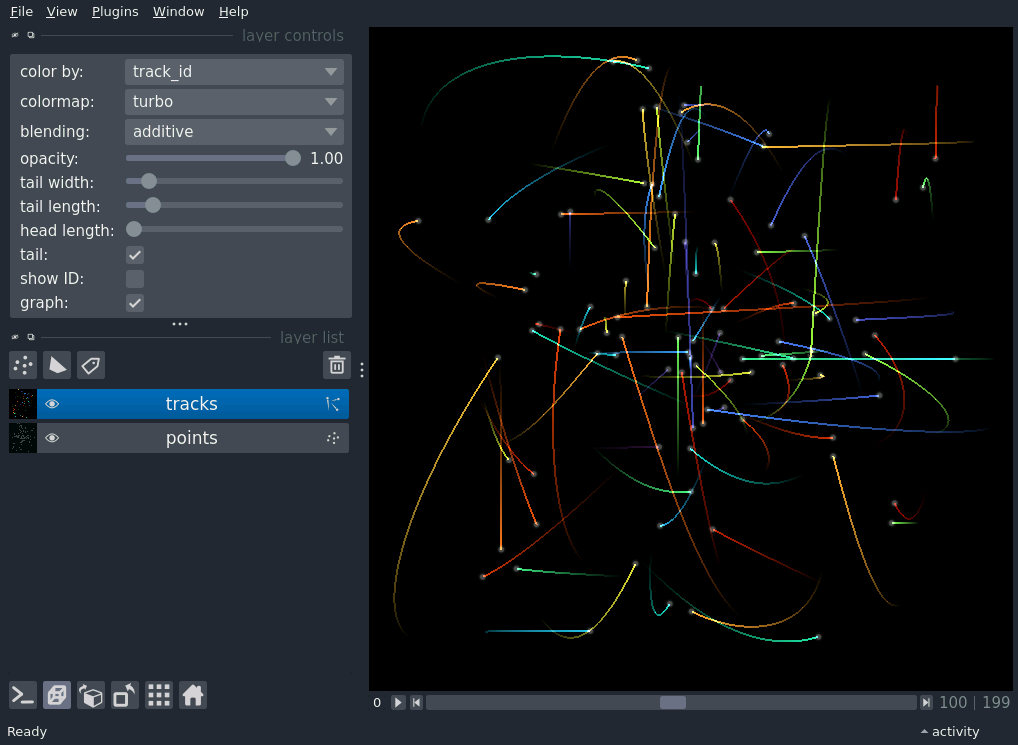 File View Plugins Window Help
layer controls
color by: track_id
colormap: turbo
blending: additive
opacity: 1.00
tail width:
tail length:
head length:
tail:
show ID:
graph:
layer list
tracks
points
0 100 | 199
Ready activity